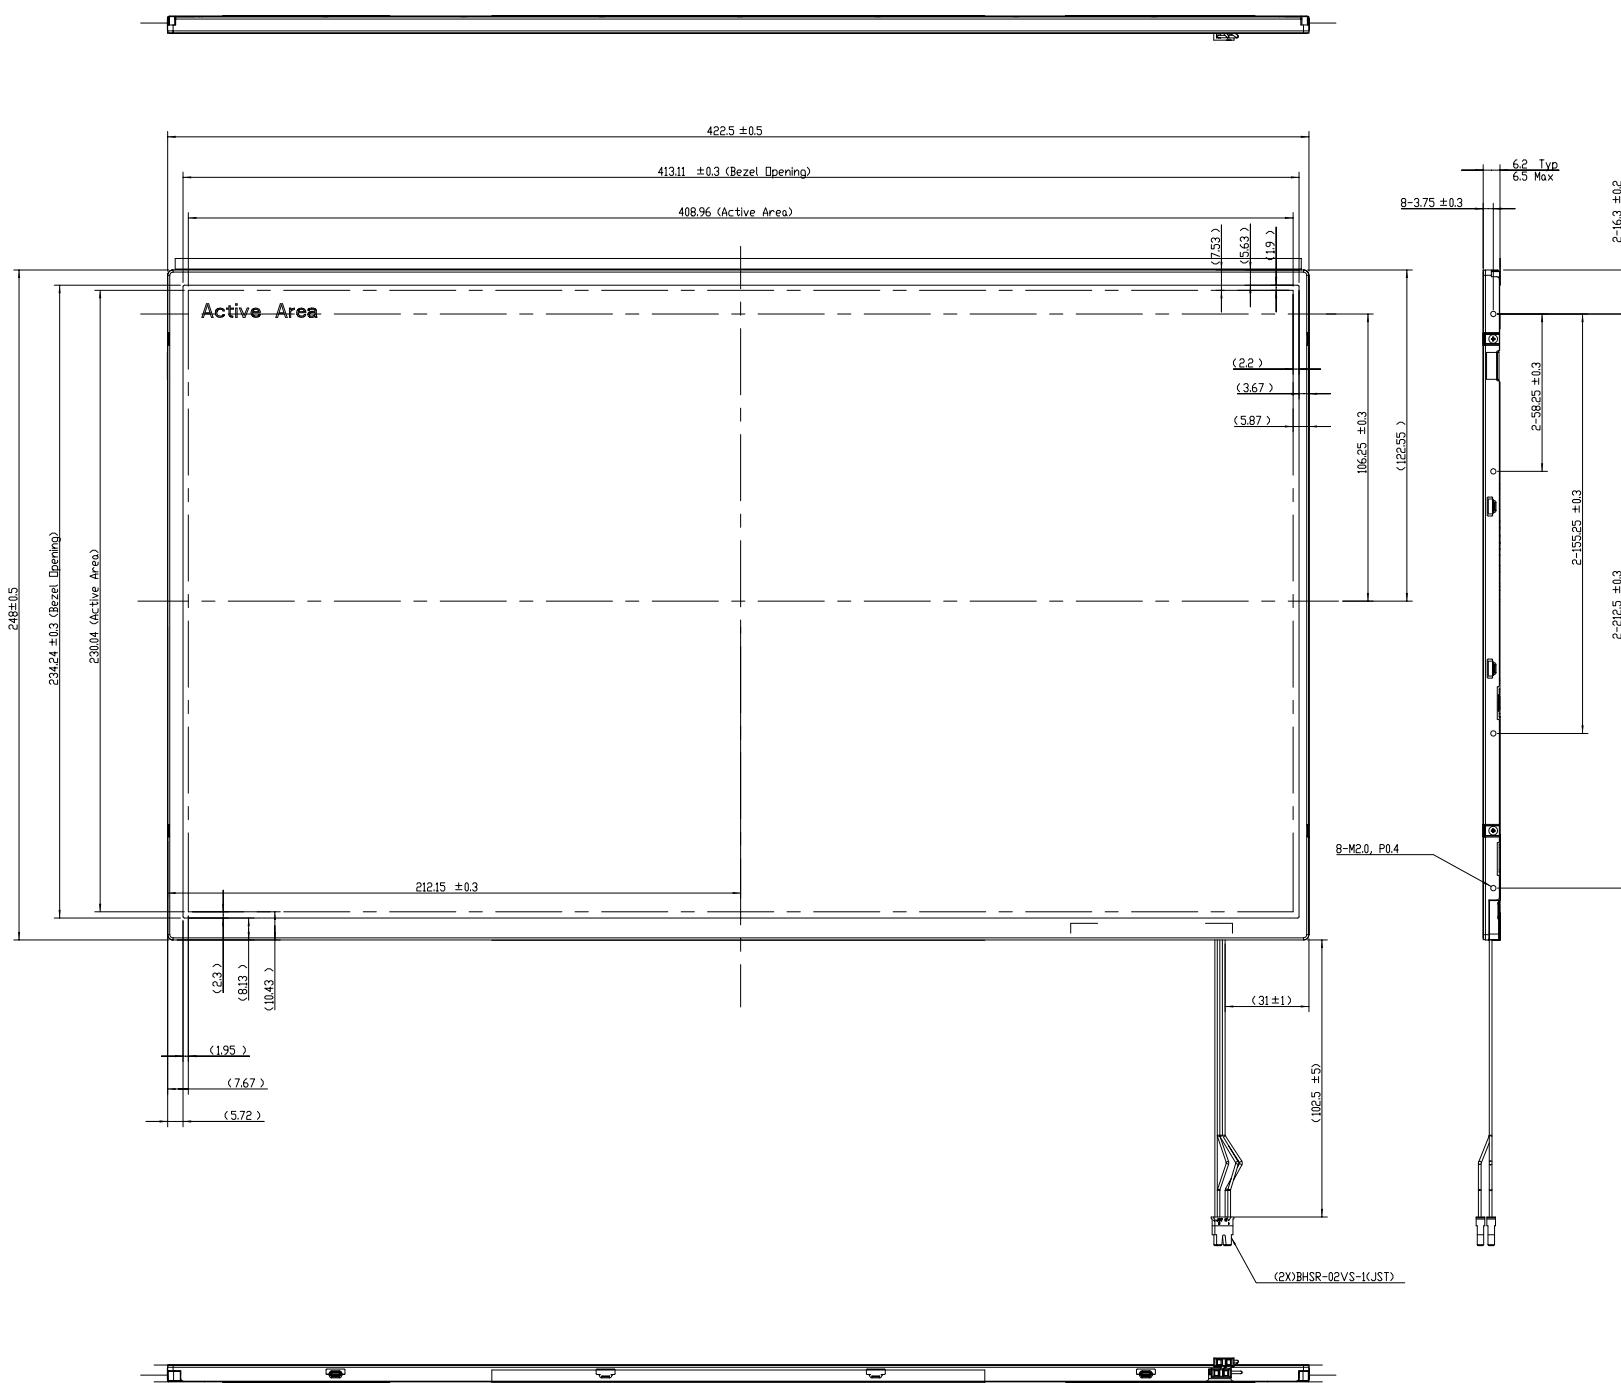 422.5 ±0.5
413.11 ±0.3 (Bezel Opening)
408.96 (Active Area)
6.2 Typ
6.5 Max
8-3.75 ±0.3
2-16.3 ±0.2
(7.53 )
(5.63 )
(1.9 )
Active Area
(2.2 )
(3.67 )
(5.87 )
106.25 ±0.3
(122.55 )
2-58.25 ±0.3
2-155.25 ±0.3
2-212.5 ±0.3
248±0.5
234.24 ±0.3 (Bezel Opening)
230.04 (Active Area)
8-M2.0, P0.4
212.15 ±0.3
(2.3 )
(8.13 )
(10.43 )
(31±1)
(1.95 )
(7.67 )
(5.72 )
(102.5 ±5)
(2X)BHSR-02VS-1(JST)